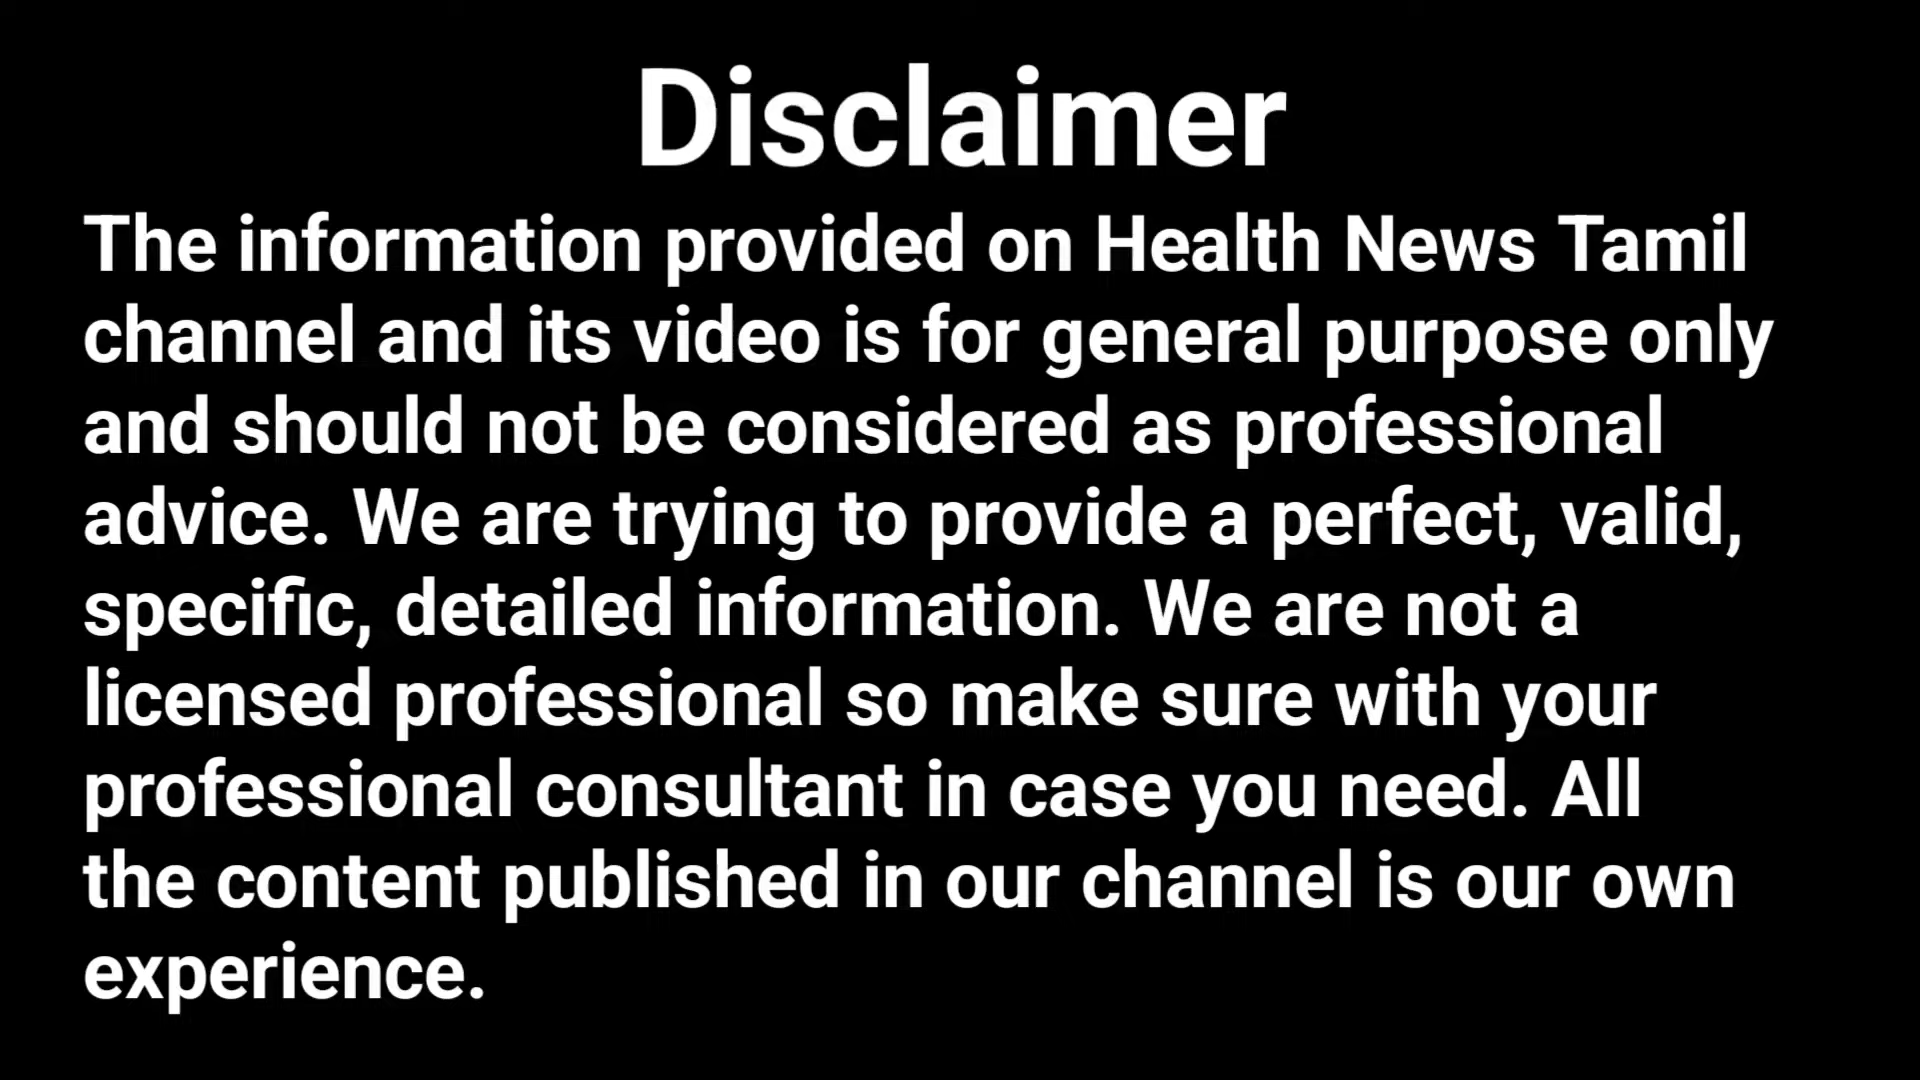 Disclaimer
The information provided on Health News Tamil
channel and its video is for general purpose only
and should not be considered as professional
advice. We are trying to provide a perfect, valid,
specific, detailed information. We are not a
licensed professional so make sure with your
professional consultant in case you need. All
the content published in our channel is our own
experience.